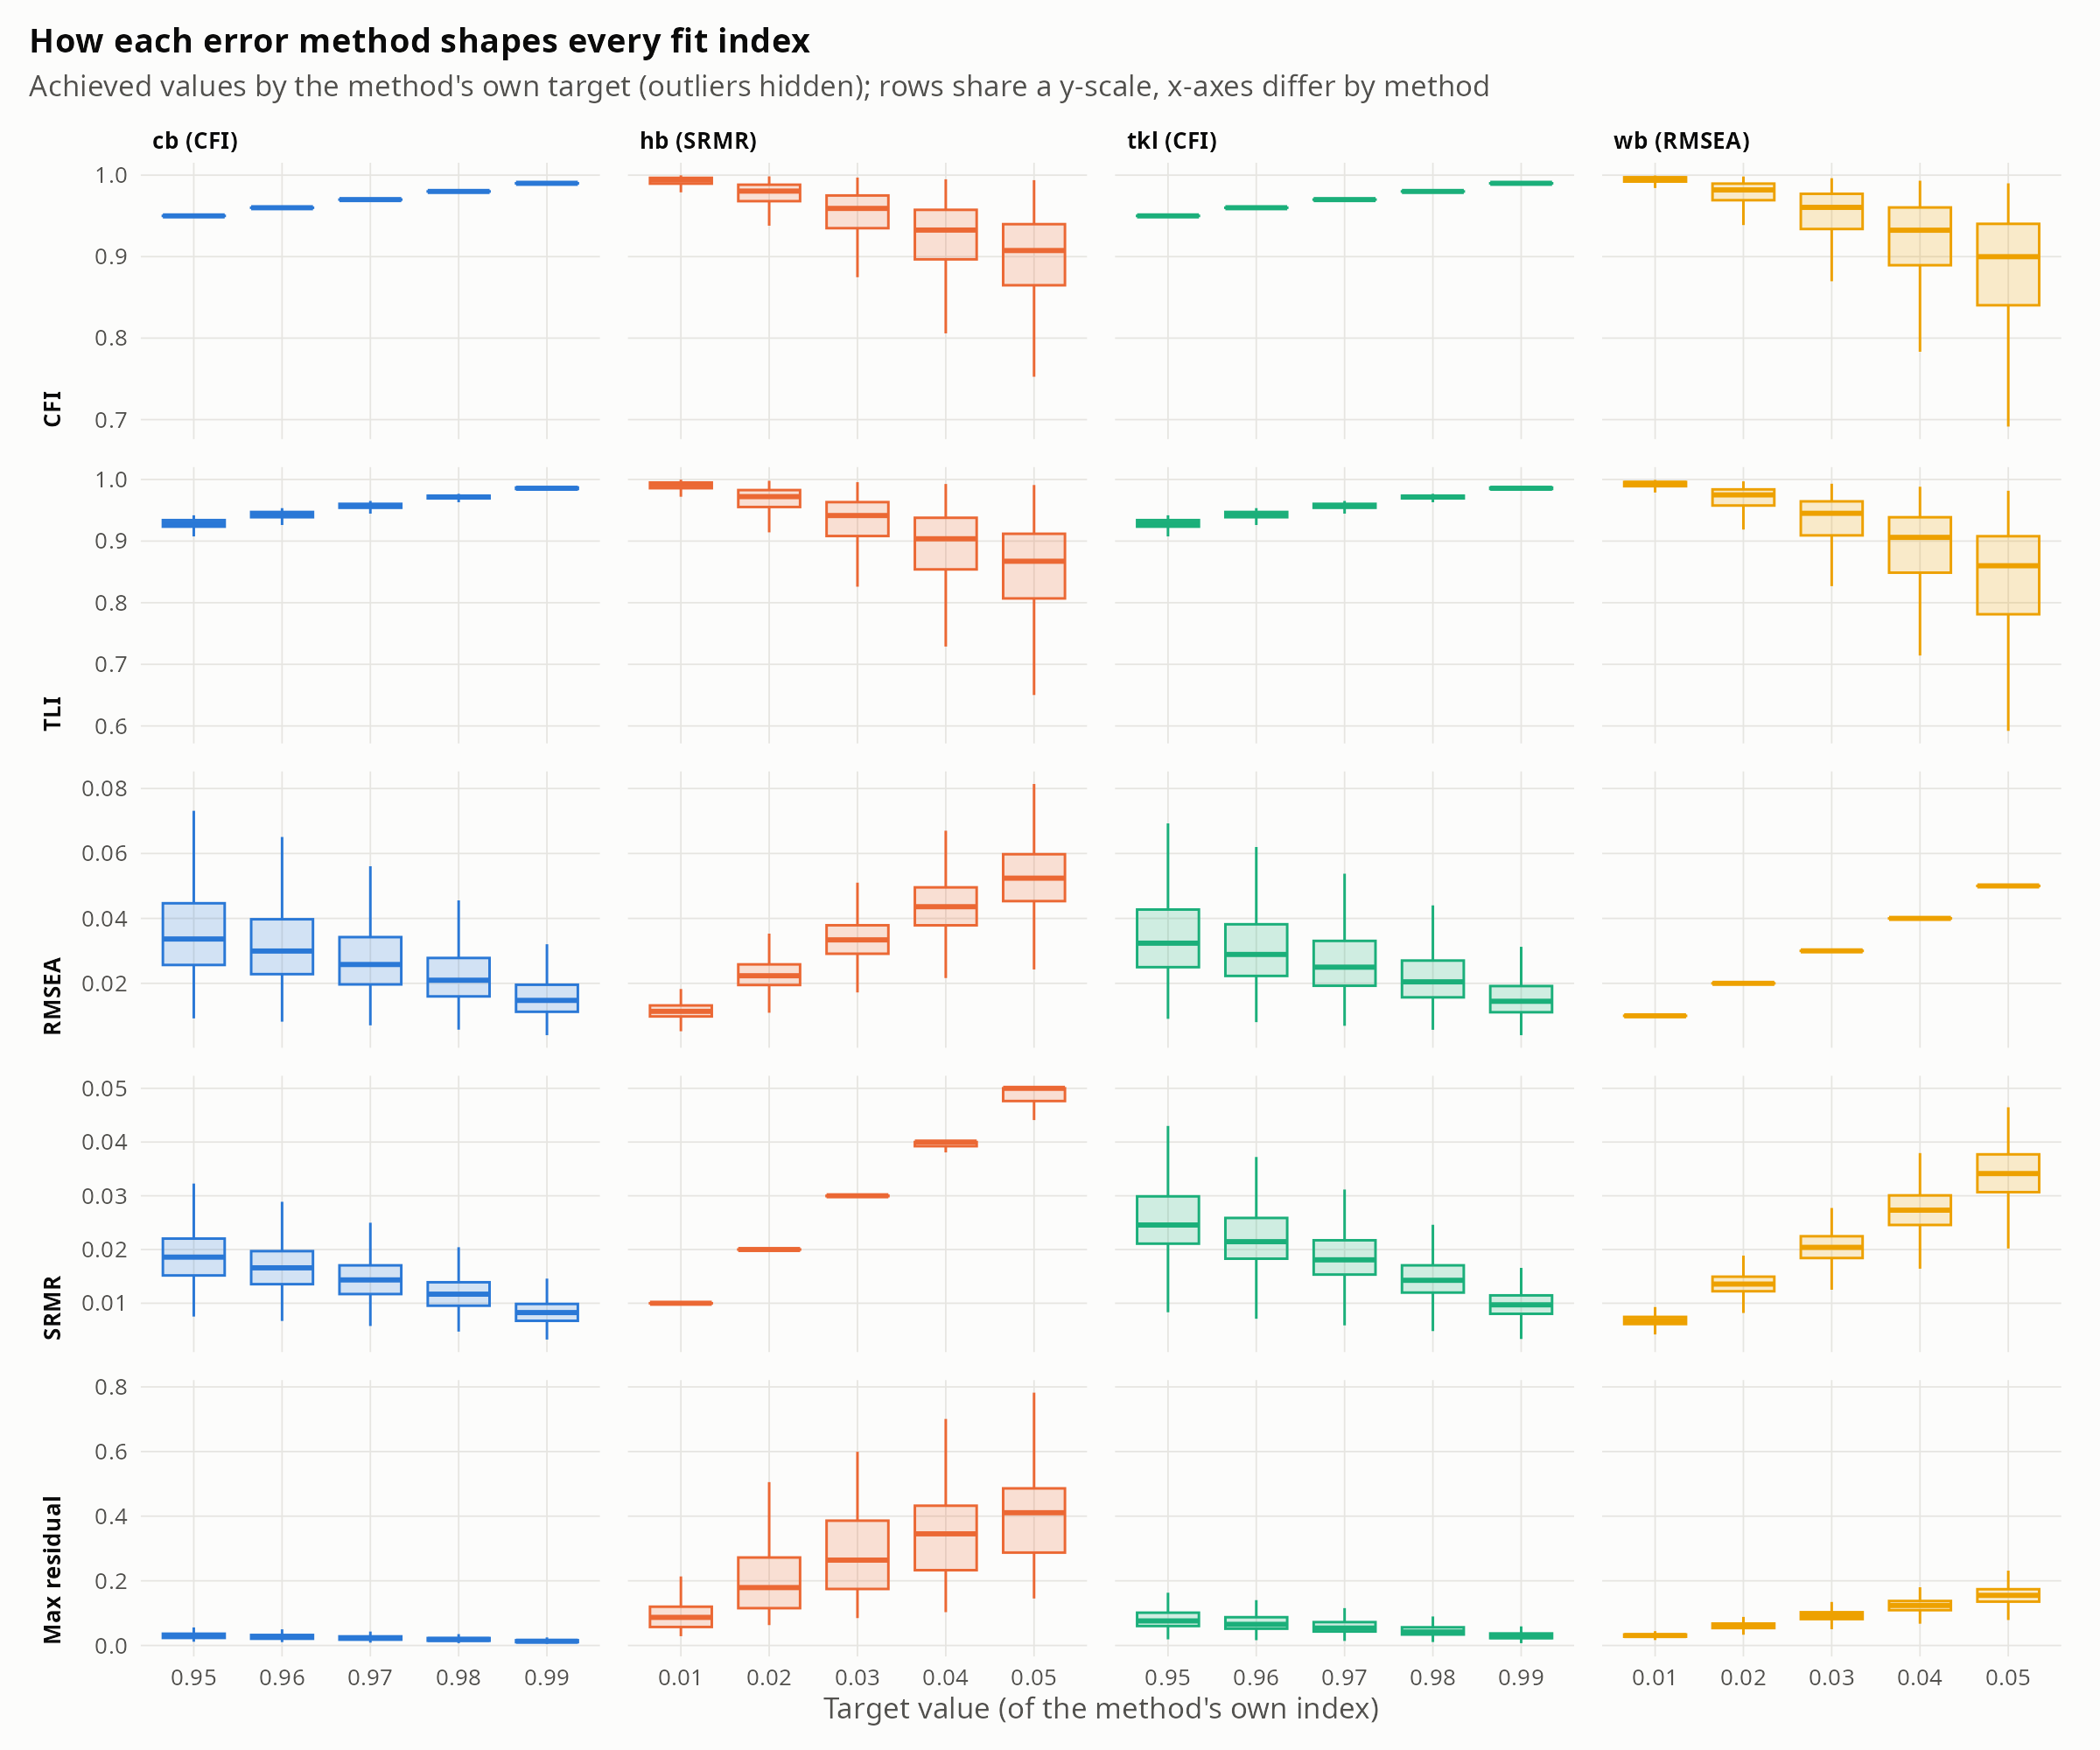 How each error method shapes every fit index
Achieved values by the method's own target (outliers hidden); rows share a y-scale, x-axes differ by method
cb (CFI) hb (SRMR) tkl (CFI) wb (RMSEA)
1.0
0.9
0.8
0.7
CFI
1.0
0.9
0.8
0.7
0.6
TLI
0.08
0.06
0.04
0.02
RMSEA
0.05
0.04
0.03
0.02
0.01
SRMR
0.8
0.6
0.4
0.2
0.0
Max residual
0.95 0.96 0.97 0.98 0.99 0.01 0.02 0.03 0.04 0.05 0.95 0.96 0.97 0.98 0.99 0.01 0.02 0.03 0.04 0.05
Target value (of the method's own index)